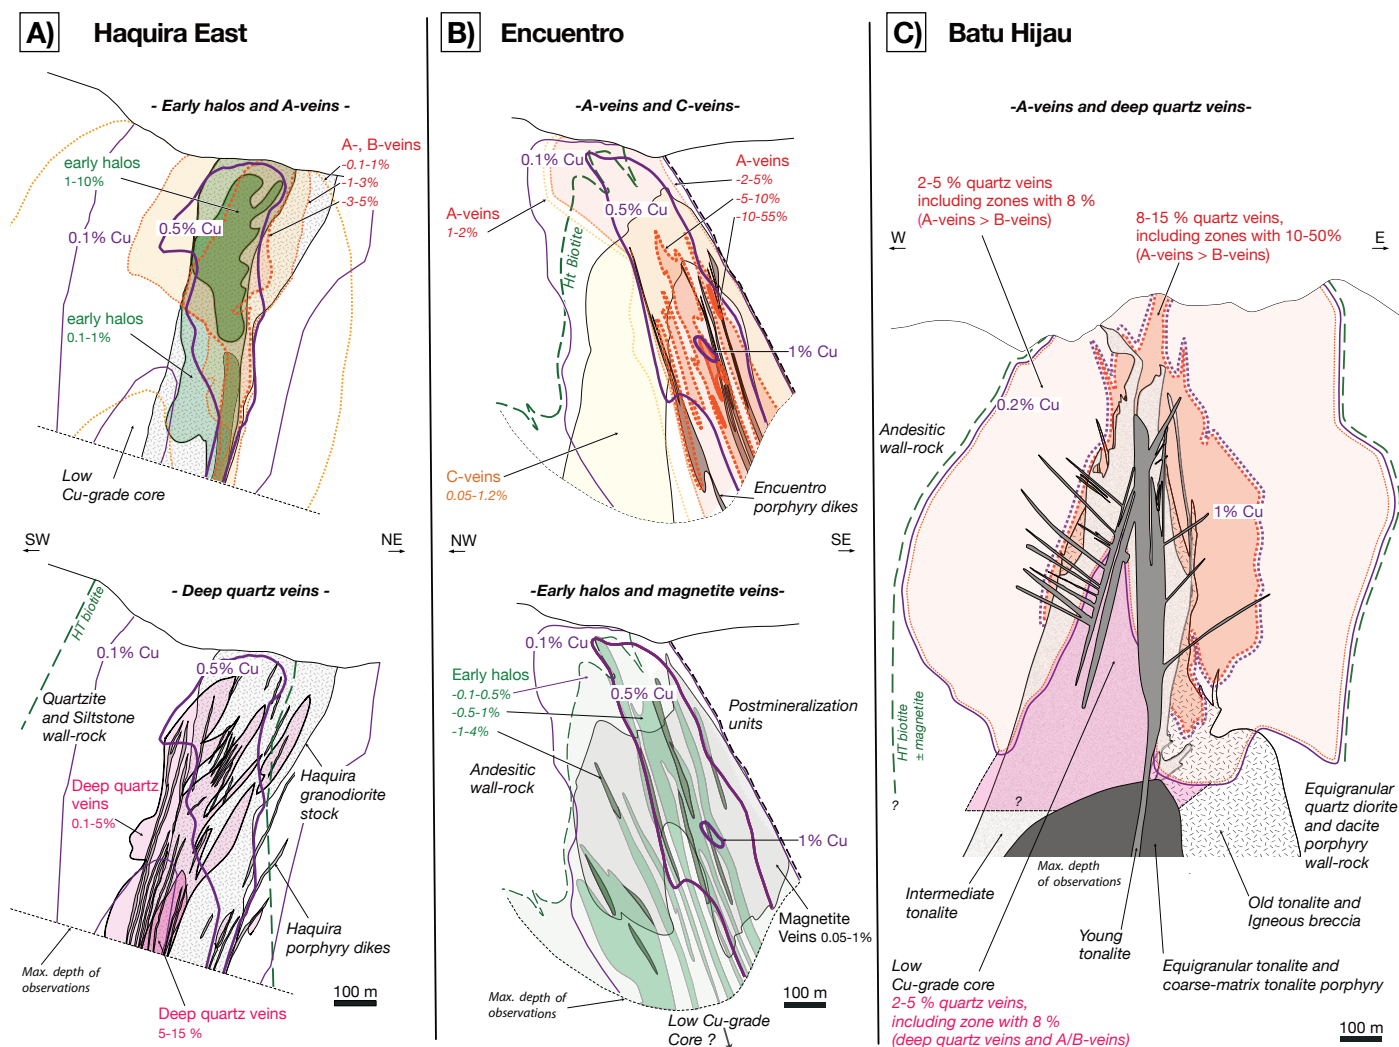 A) Haquira East
- Early halos and A-veins -
early halos
1-10%
A-, B-veins
-0.1-1%
-1-3%
-3-5%
0.1% Cu
0.5% Cu
early halos
0.1-1%
Low
Cu-grade core
SW
NE
- Deep quartz veins -
HT biotite
0.1% Cu
0.5% Cu
Quartzite
and Siltstone
wall-rock
Deep quartz
veins
0.1-5%
Haquira
granodiorite
stock
Haquira
porphyry dikes
Max. depth of
observations
Deep quartz veins
5-15 %
100 m
B) Encuentro
-A-veins and C-veins-
0.1% Cu
A-veins
-2-5%
-5-10%
-10-55%
0.5% Cu
A-veins
1-2%
Ht Biotite
1% Cu
C-veins
0.05-1.2%
Encuentro
porphyry dikes
NW
SE
-Early halos and magnetite veins-
0.1% Cu
Early halos
-0.1-0.5%
-0.5-1%
-1-4%
0.5% Cu
Postmineralization
units
Andesitic
wall-rock
1% Cu
Magnetite
Veins 0.05-1%
Max. depth of
observations
100 m
Low Cu-grade
Core ?
C) Batu Hijau
-A-veins and deep quartz veins-
2-5 % quartz veins
including zones with 8 %
(A-veins > B-veins)
8-15 % quartz veins,
including zones with 10-50%
(A-veins > B-veins)
W
E
0.2% Cu
Andesitic
wall-rock
1% Cu
HT biotite
± magnetite
?
?
Equigranular
quartz diorite
and dacite
porphyry
wall-rock
Max. depth
of observations
Intermediate
tonalite
Old tonalite and
Igneous breccia
Young
tonalite
Equigranular tonalite and
coarse-matrix tonalite porphyry
Low
Cu-grade core
2-5 % quartz veins,
including zone with 8 %
(deep quartz veins and A/B-veins)
100 m